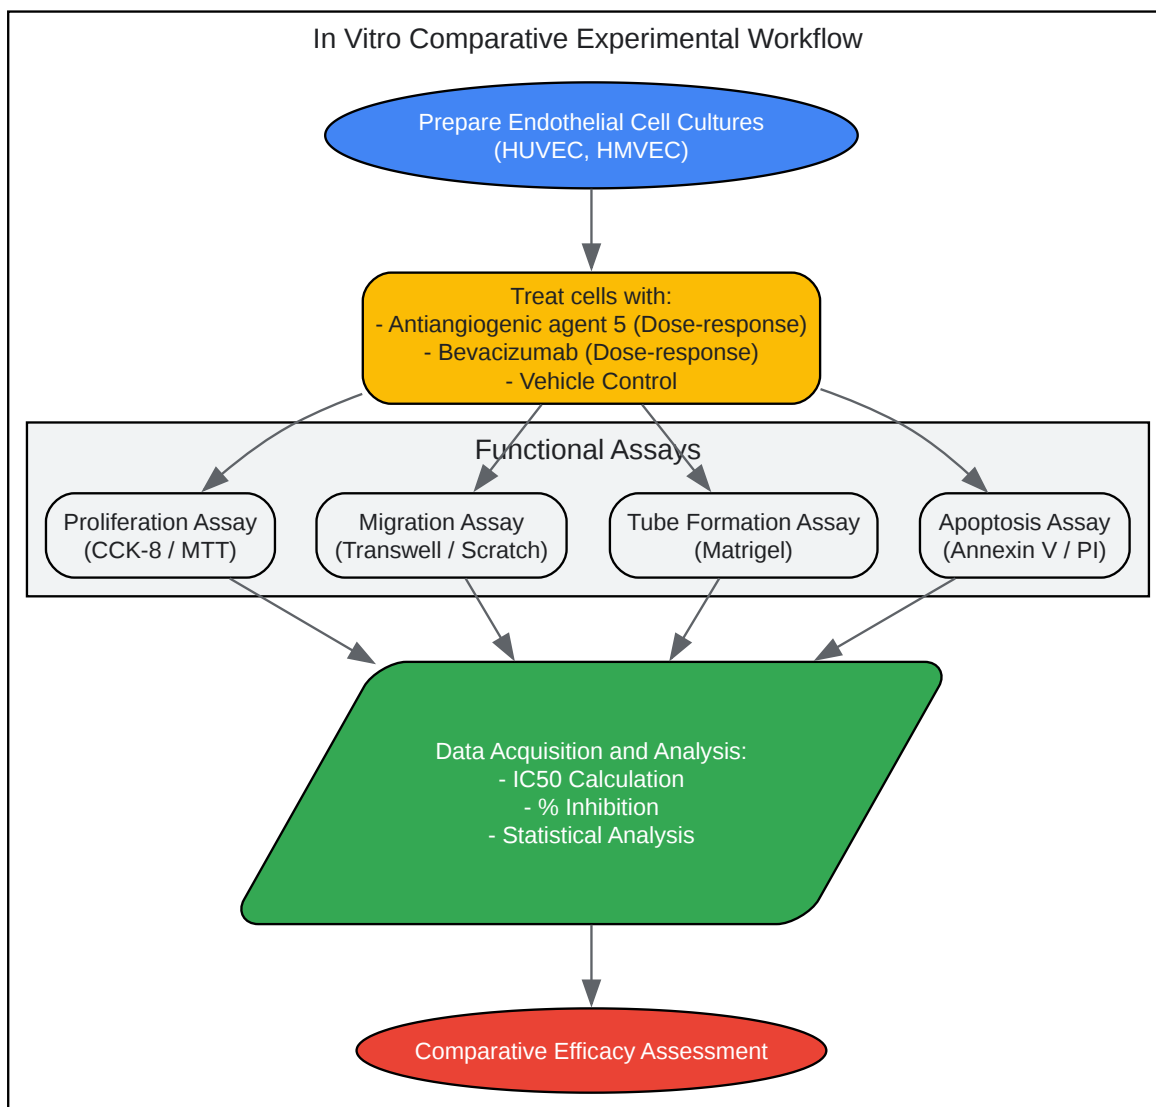 In Vitro Comparative Experimental Workflow
Prepare Endothelial Cell Cultures
(HUVEC, HMVEC)
Treat cells with:
- Antiangiogenic agent 5 (Dose-response)
- Bevacizumab (Dose-response)
- Vehicle Control
Functional Assays
Proliferation Assay
(CCK-8 / MTT)
Migration Assay
(Transwell / Scratch)
Tube Formation Assay
(Matrigel)
Apoptosis Assay
(Annexin V / PI)
Data Acquisition and Analysis:
- IC50 Calculation
- % Inhibition
- Statistical Analysis
Comparative Efficacy Assessment